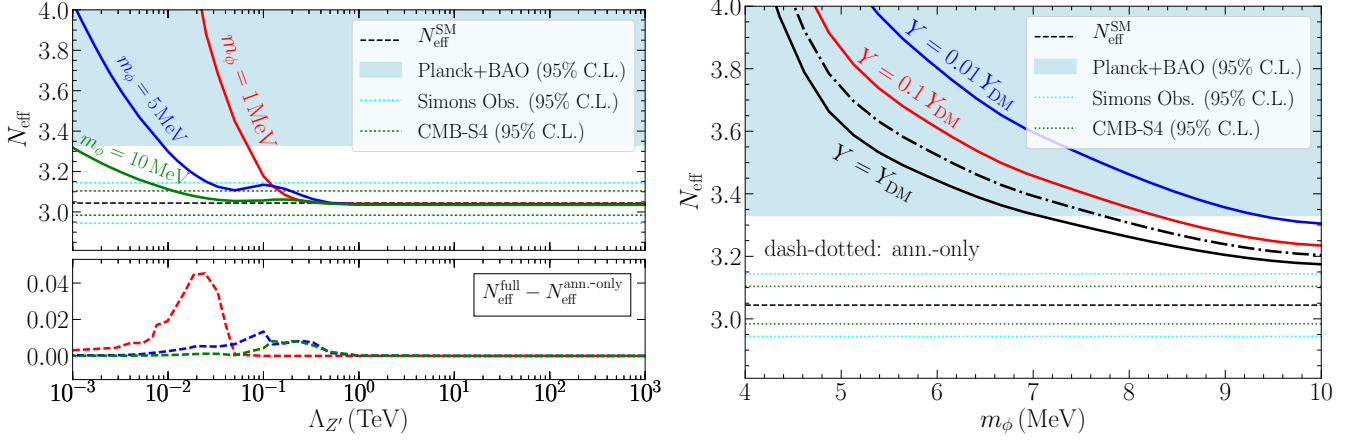 4.0
3.8
3.6
3.4
3.2
3.0
N_eff
m_ϕ = 5 MeV
m_ϕ = 1 MeV
m_ϕ = 10 MeV
N_eff^SM
Planck+BAO (95% C.L.)
Simons Obs. (95% C.L.)
CMB-S4 (95% C.L.)
0.04
0.02
0.00
N_eff^full − N_eff^ann.-only
10^−3 10^−2 10^−1 10^0 10^1 10^2 10^3
Λ_Z′ (TeV)
4.0
3.8
3.6
3.4
3.2
3.0
N_eff
Y = 0.01 Y_DM
Y = 0.1 Y_DM
Y = Y_DM
N_eff^SM
Planck+BAO (95% C.L.)
Simons Obs. (95% C.L.)
CMB-S4 (95% C.L.)
dash-dotted: ann.-only
4 5 6 7 8 9 10
m_ϕ (MeV)